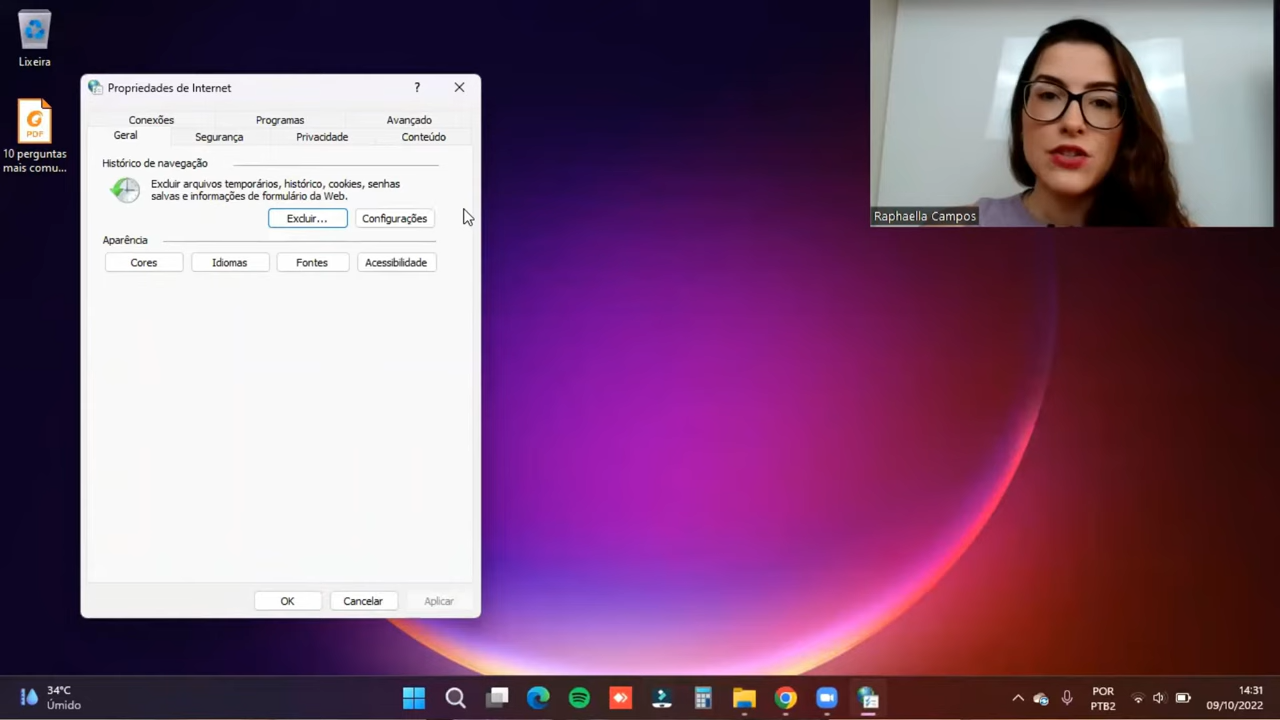 Lixeira
PDF
10 perguntas
mais comu...
Propriedades de Internet
?
Conexões
Programas
Avançado
Geral
Segurança
Privacidade
Conteúdo
Histórico de navegação
Excluir arquivos temporários, histórico, cookies, senhas
salvas e informações de formulário da Web.
Excluir...
Configurações
Aparência
Cores
Idiomas
Fontes
Acessibilidade
OK
Cancelar
Aplicar
Raphaella Campos
34°C
Úmido
POR
PTB2
14:31
09/10/2022